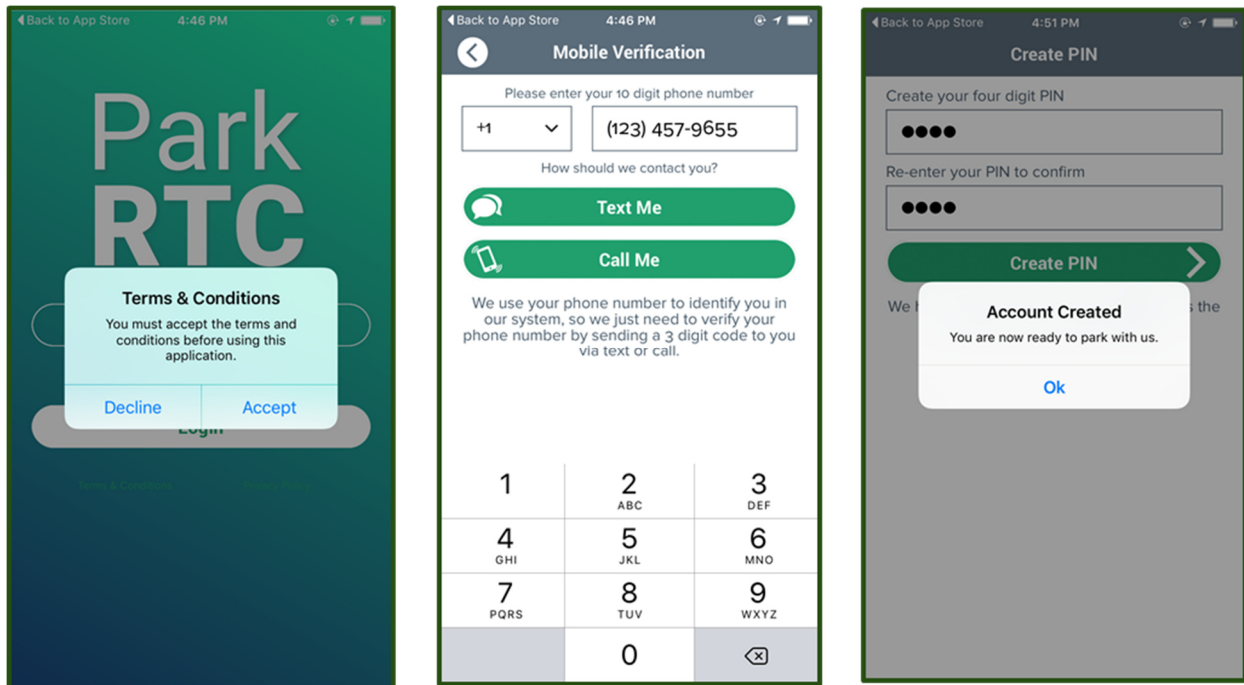 Back to App Store 4:46 PM
Park
RTC
Terms & Conditions
You must accept the terms and
conditions before using this
application.
Decline Accept
Login
Terms & Conditions Privacy Policy
Back to App Store 4:46 PM
Mobile Verification
Please enter your 10 digit phone number
+1 (123) 457-9655
How should we contact you?
Text Me
Call Me
We use your phone number to identify you in
our system, so we just need to verify your
phone number by sending a 3 digit code to you
via text or call.
1 2 3
ABC DEF
4 5 6
GHI JKL MNO
7 8 9
PQRS TUV WXYZ
0
Back to App Store 4:51 PM
Create PIN
Create your four digit PIN
Re-enter your PIN to confirm
Create PIN
We the
Account Created
You are now ready to park with us.
Ok